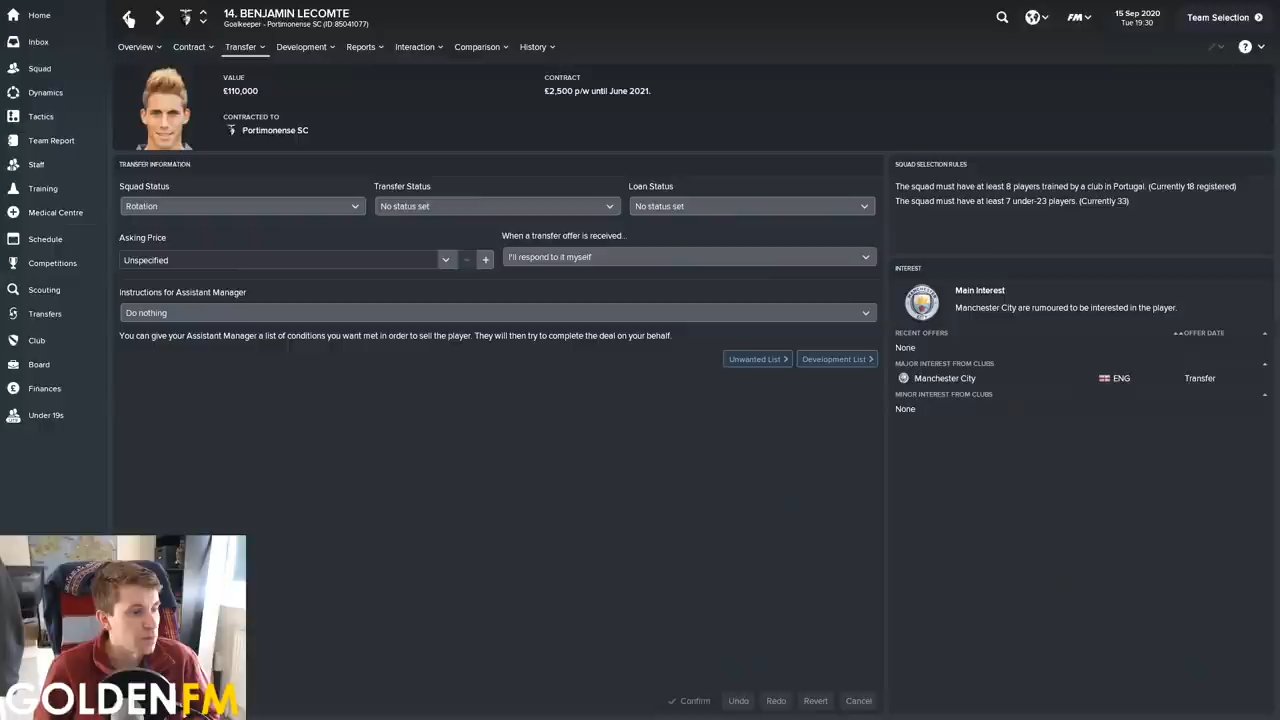 Home
Inbox
Squad
Dynamics
Tactics
Team Report
Staff
Training
Medical Centre
Schedule
Competitions
Scouting
Transfers
Club
Board
Finances
Under 19s
14. BENJAMIN LECOMTE
Goalkeeper - Portimonense SC (ID:85041077)
FM
15 Sep 2020
Tue 19:30
Team Selection
Overview
Contract
Transfer
Development
Reports
Interaction
Comparison
History
?
VALUE
£110,000
CONTRACT
£2,500 p/w until June 2021.
CONTRACTED TO
Portimonense SC
TRANSFER INFORMATION
Squad Status
Transfer Status
Loan Status
Rotation
No status set
No status set
Asking Price
When a transfer offer is received...
Unspecified
- +
I'll respond to it myself
Instructions for Assistant Manager
Do nothing
You can give your Assistant Manager a list of conditions you want met in order to sell the player. They will then try to complete the deal on your behalf.
Unwanted List >
Development List >
SQUAD SELECTION RULES
The squad must have at least 8 players trained by a club in Portugal. (Currently 18 registered)
The squad must have at least 7 under-23 players. (Currently 33)
INTEREST
Main Interest
Manchester City are rumoured to be interested in the player.
RECENT OFFERS
OFFER DATE
None
MAJOR INTEREST FROM CLUBS
Manchester City
ENG
Transfer
MINOR INTEREST FROM CLUBS
None
Confirm
Undo
Redo
Revert
Cancel
GOLDENFM